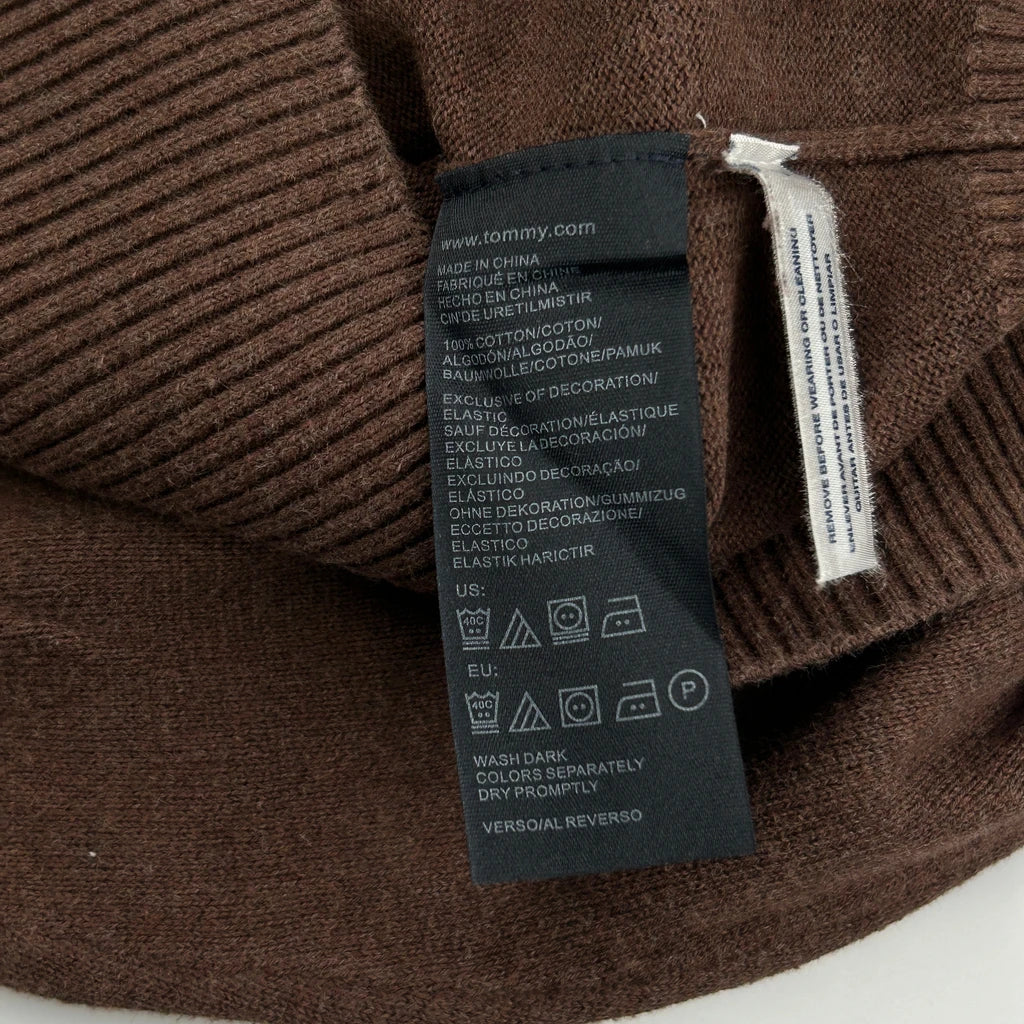 www.tommy.com
MADE IN CHINA
FABRIQUÉ EN CHINE
HECHO EN CHINA
CIN'DE URETILMISTIR
100% COTTON/COTON/
ALGODÓN/ALGODÃO/
BAUMWOLLE/COTONE/PAMUK
EXCLUSIVE OF DECORATION/
ELASTIC
SAUF DÉCORATION/ÉLASTIQUE
EXCLUYE LA DECORACIÓN/
ELÁSTICO
EXCLUINDO DECORAÇÃO/
ELÁSTICO
OHNE DEKORATION/GUMMIZUG
ECCETTO DECORAZIONE/
ELASTICO
ELASTIK HARICTIR
US:
40C
EU:
40C
P
WASH DARK
COLORS SEPARATELY
DRY PROMPTLY
VERSO/AL REVERSO
REMOVE BEFORE WEARING OR CLEANING
ENLEVER AVANT DE PORTER OU DE NETTOYER
QUITAR ANTES DE USAR O LIMPIAR